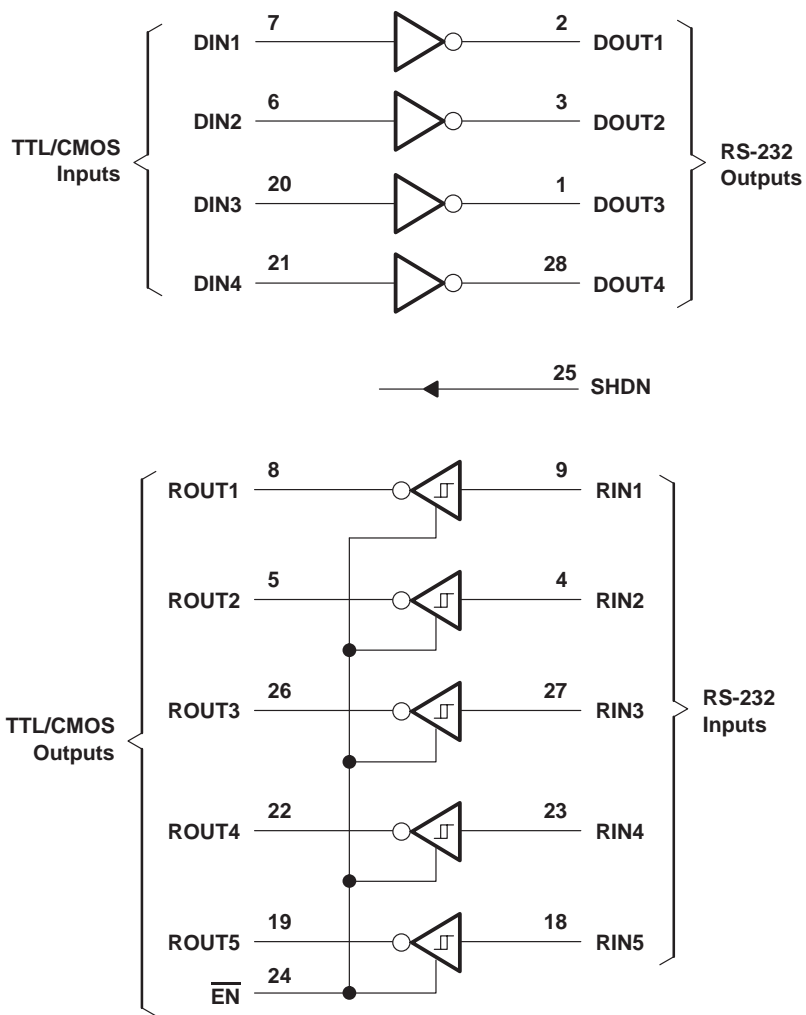 7 2
DIN1 DOUT1
6 3
DIN2 DOUT2
TTL/CMOS
Inputs
RS-232
Outputs
20 1
DIN3 DOUT3
21 28
DIN4 DOUT4
25
SHDN
8 9
ROUT1 RIN1
5 4
ROUT2 RIN2
26 27
ROUT3 RIN3
TTL/CMOS
Outputs
RS-232
Inputs
22 23
ROUT4 RIN4
19 18
ROUT5 RIN5
24
E̅N̅